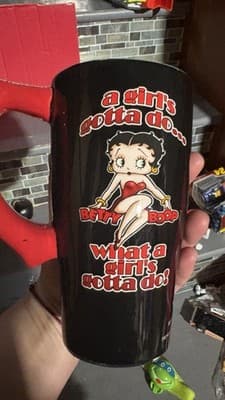 a girl's
gotta do...
BETTY BOOP
What a
girl's
gotta do!